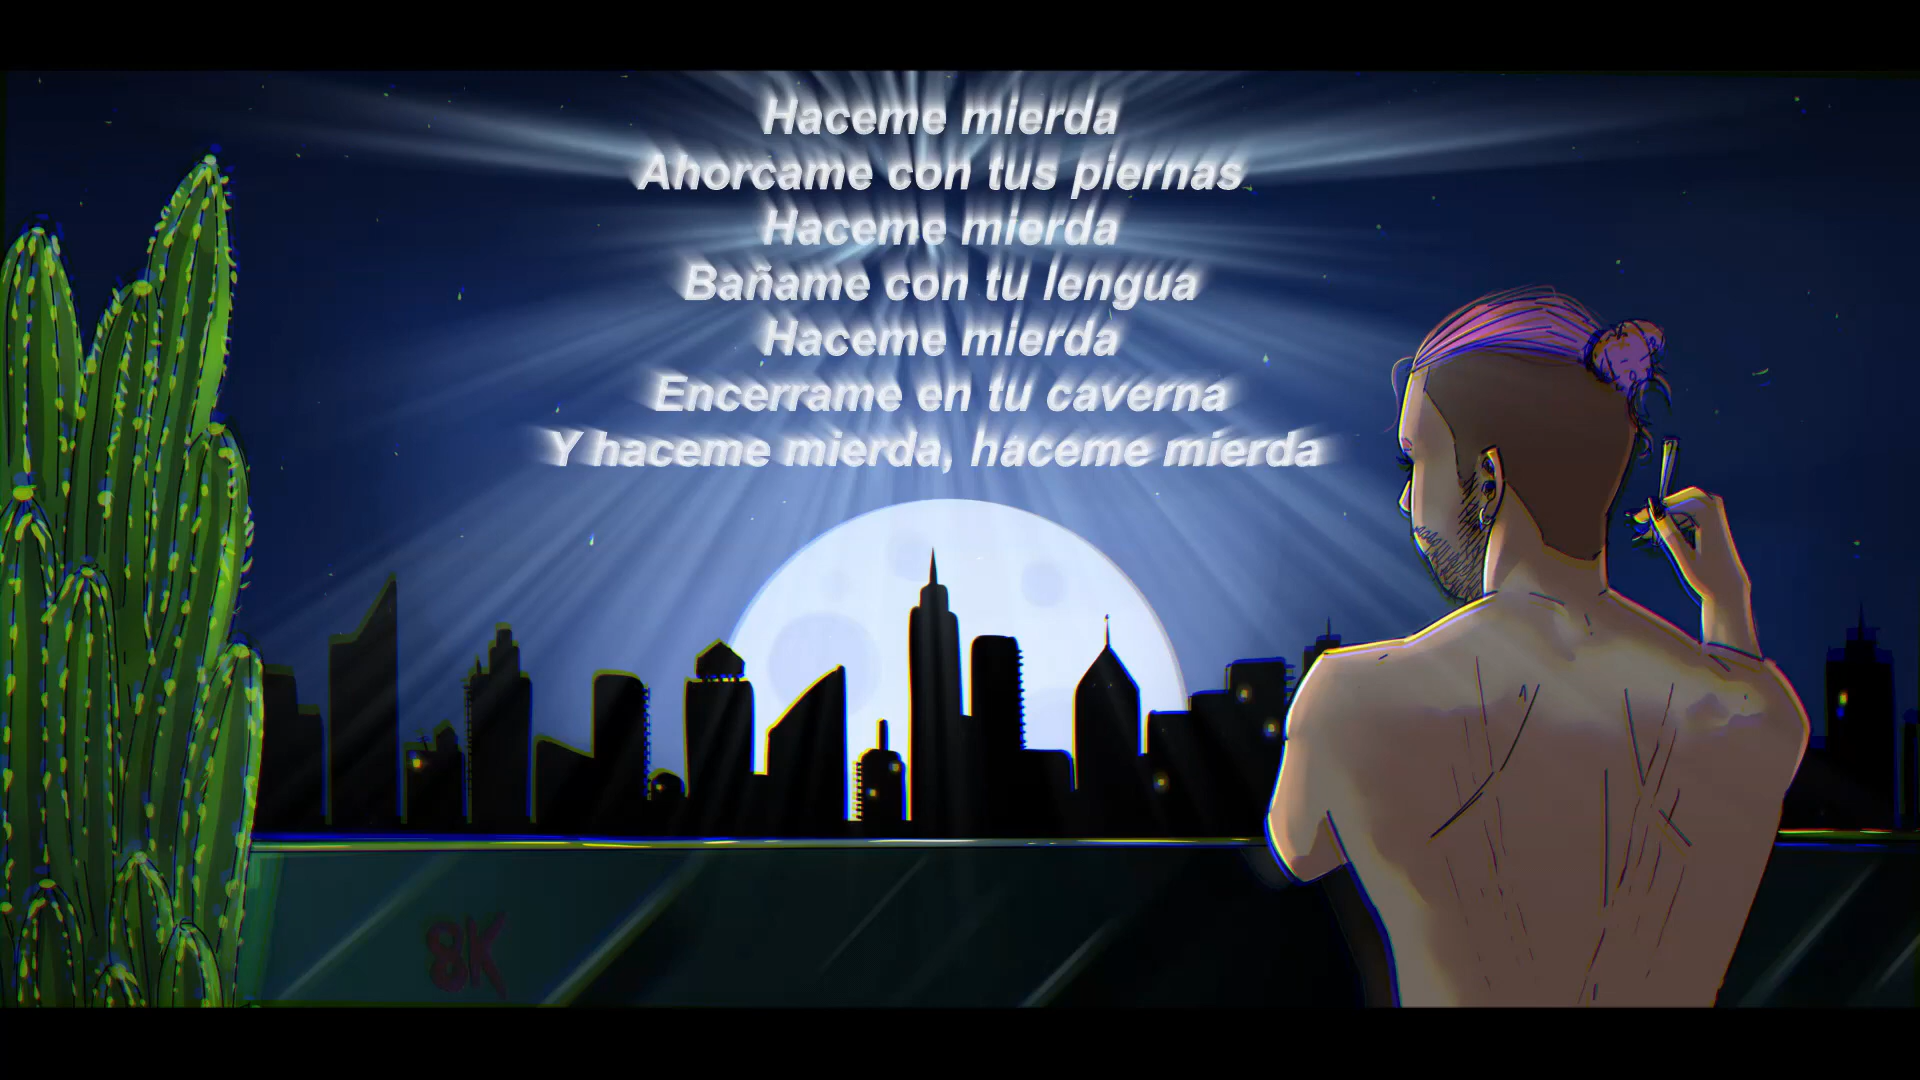 Haceme mierda
Ahorcame con tus piernas
Haceme mierda
Bañame con tu lengua
Haceme mierda
Encerrame en tu caverna
Y haceme mierda, haceme mierda
8K